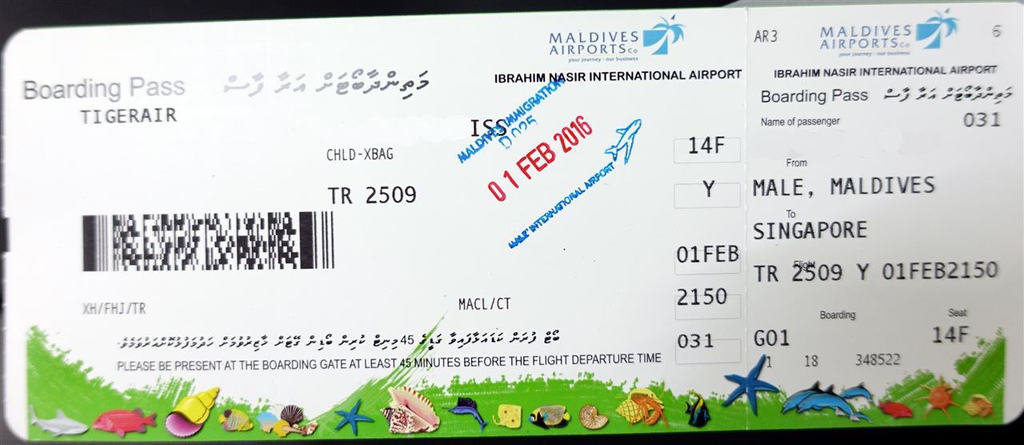 MALDIVES
AIRPORTS Co
your journey - our business
IBRAHIM NASIR INTERNATIONAL AIRPORT
Boarding Pass މަތިންދާބޯޓަށް އަރާ ފާސް
TIGERAIR
ISS
MALDIVES IMMIGRATION
01 FEB 2016
MALE' INTERNATIONAL AIRPORT
CHLD-XBAG
14F
TR 2509
Y
01FEB
2150
XH/FHJ/TR
MACL/CT
031
PLEASE BE PRESENT AT THE BOARDING GATE AT LEAST 45 MINUTES BEFORE THE FLIGHT DEPARTURE TIME
AR3
MALDIVES
AIRPORTS Co
your journey - our business
6
IBRAHIM NASIR INTERNATIONAL AIRPORT
Boarding Pass މަތިންދާބޯޓަށް އަރާ ފާސް
Name of passenger
031
From
MALE, MALDIVES
To
SINGAPORE
Flight
TR 2509 Y 01FEB2150
Boarding Seat
G01 14F
1 18 348522